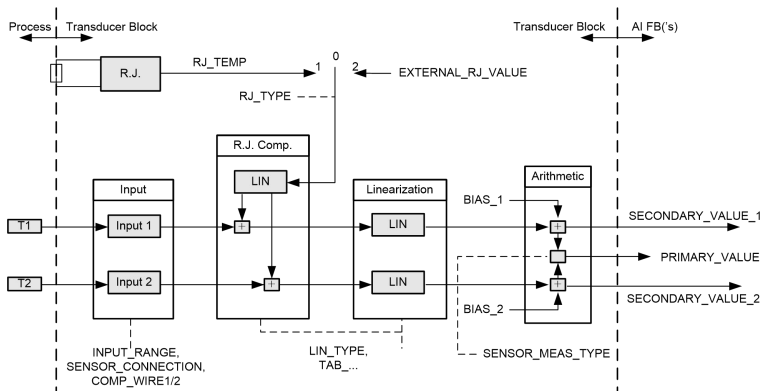 Process
Transducer Block
Transducer Block
AI FB('s)
R.J.
RJ_TEMP
0
1
2
EXTERNAL_RJ_VALUE
RJ_TYPE
R.J. Comp.
LIN
Input
Linearization
Arithmetic
BIAS_1
T1
Input 1
+
LIN
+
SECONDARY_VALUE_1
PRIMARY_VALUE
T2
Input 2
+
LIN
+
SECONDARY_VALUE_2
BIAS_2
INPUT_RANGE,
SENSOR_CONNECTION,
COMP_WIRE1/2
LIN_TYPE,
TAB_...
SENSOR_MEAS_TYPE